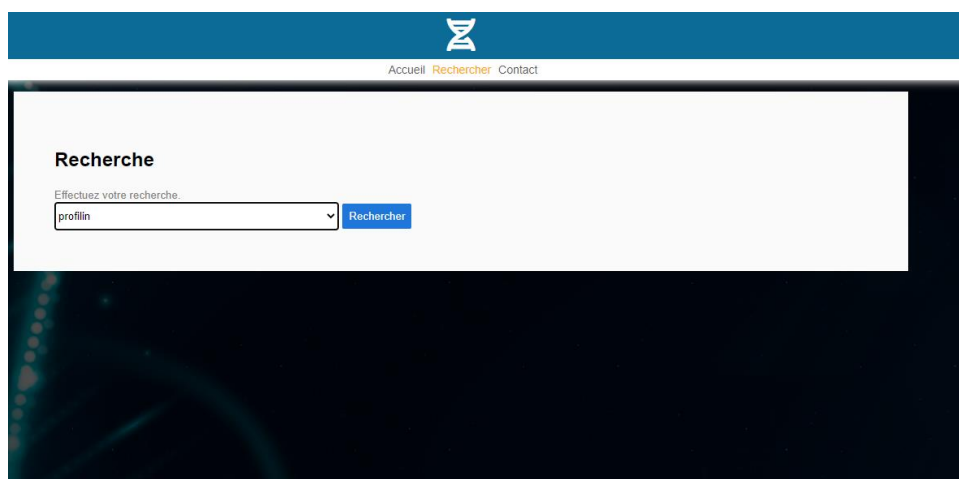 Accueil Rechercher Contact
Recherche
Effectuez votre recherche.
profilin
Rechercher